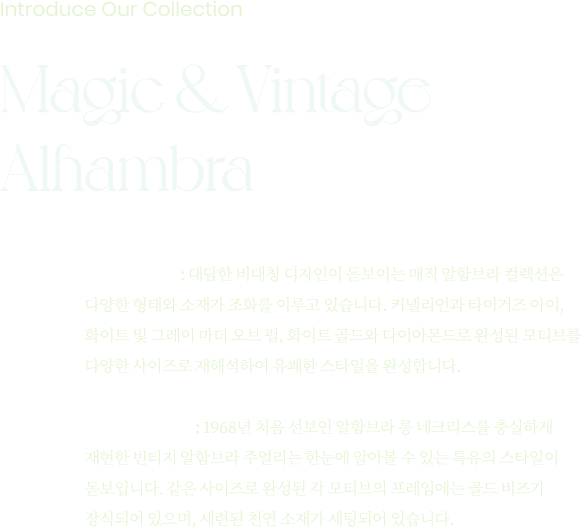 Introduce Our Collection
Magic & Vintage
Alhambra
: 대담한 비대칭 디자인이 돋보이는 매직 알함브라 컬렉션은
다양한 형태와 소재가 조화를 이루고 있습니다. 커넬리언과 타이거즈 아이,
화이트 및 그레이 마더 오브 펄, 화이트 골드와 다이아몬드로 완성된 모티브를
다양한 사이즈로 재해석하여 유쾌한 스타일을 완성합니다.
: 1968년 처음 선보인 알함브라 롱 네크리스를 충실하게
재현한 빈티지 알함브라 주얼리는 한눈에 알아볼 수 있는 특유의 스타일이
돋보입니다. 같은 사이즈로 완성된 각 모티브의 프레임에는 골드 비즈가
장식되어 있으며, 세련된 천연 소재가 세팅되어 있습니다.